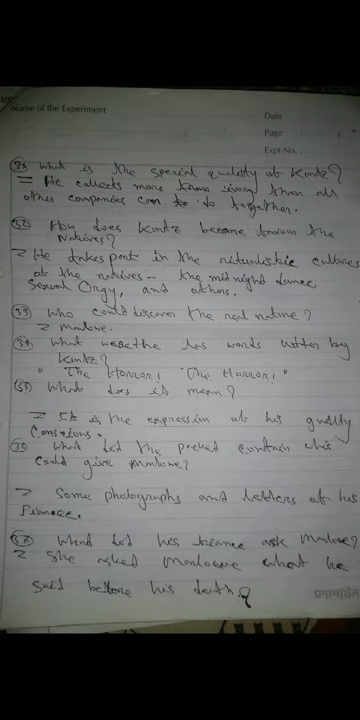 Name of the Experiment
Date
Page :
Expt No. :
(31) What is the special quality of Kurtz?
= He collects more than ivory than all
other companies can do together.
(32) How does Kurtz become the
Natives?
= He takes part in the ritualistic cultures
of the natives - the midnight dance,
Sexual Orgy, and others.
(33) Who could discover the real nature?
= Marlowe.
(34) What were the las words utter by
Kurtz?
" The Horror! The Horror!"
(35) What does it mean?
= It is the expression of his guilty
(36) What did the packed contain which
could give Marlowe?
= Some photographs and letters of his
Fiancee.
(37) What did his fiancee ask Marlowe?
= She asked Marlowe what he
said before his death?